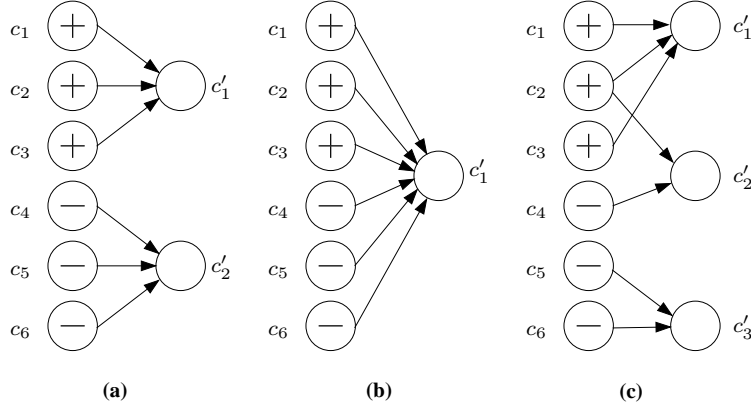 c₁ + c′₁
c₂ +
c₃ +
c₄ −
c₅ − c′₂
c₆ −
(a)
c₁ +
c₂ +
c₃ + c′₁
c₄ −
c₅ −
c₆ −
(b)
c₁ + c′₁
c₂ +
c₃ + c′₂
c₄ −
c₅ −
c₆ − c′₃
(c)